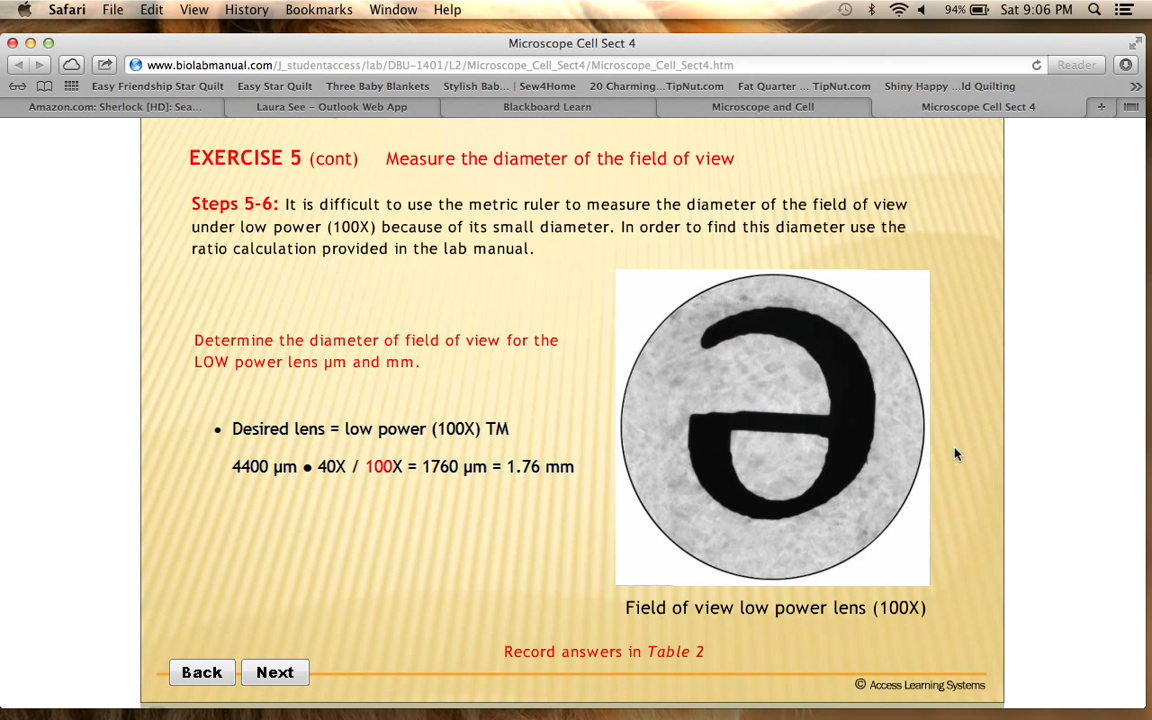 Safari File Edit View History Bookmarks Window Help 94% Sat 9:06 PM
Microscope Cell Sect 4
www.biolabmanual.com/J_studentaccess/lab/DBU-1401/L2/Microscope_Cell_Sect4/Microscope_Cell_Sect4.htm Reader
Easy Friendship Star Quilt Easy Star Quilt Three Baby Blankets Stylish Bab... | Sew4Home 20 Charming...TipNut.com Fat Quarter ... TipNut.com Shiny Happy ...ld Quilting
Amazon.com: Sherlock [HD]: Sea... Laura See – Outlook Web App Blackboard Learn Microscope and Cell Microscope Cell Sect 4
EXERCISE 5 (cont) Measure the diameter of the field of view
Steps 5-6: It is difficult to use the metric ruler to measure the diameter of the field of view
under low power (100X) because of its small diameter. In order to find this diameter use the
ratio calculation provided in the lab manual.
Determine the diameter of field of view for the
LOW power lens µm and mm.
• Desired lens = low power (100X) TM
4400 µm ● 40X / 100X = 1760 µm = 1.76 mm
ə
Field of view low power lens (100X)
Record answers in Table 2
Back Next
© Access Learning Systems